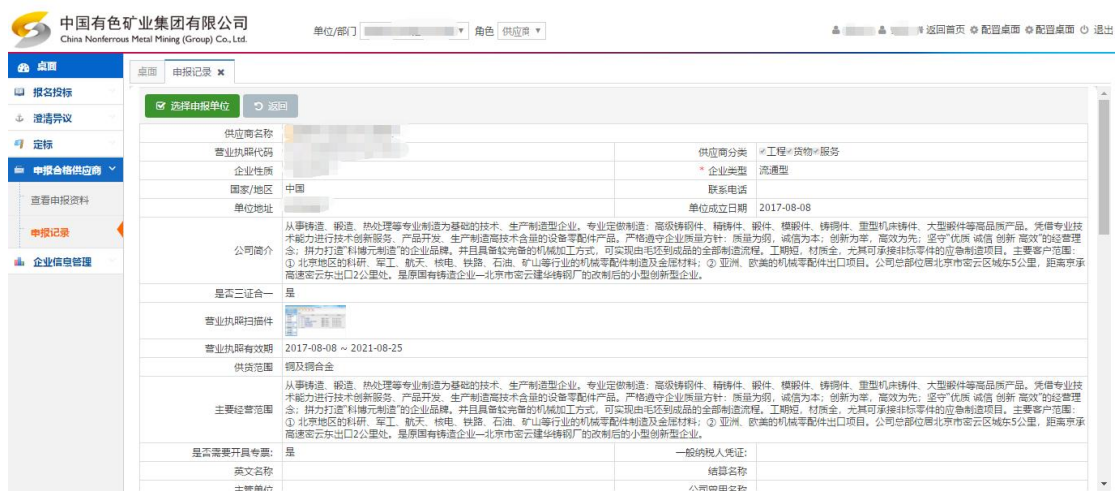 中国有色矿业集团有限公司
China Nonferrous Metal Mining (Group) Co., Ltd.
单位/部门 角色 供应商
返回首页 配置桌面 配置桌面 退出
桌面
报名投标
澄清异议
定标
申报合格供应商
查看申报资料
申报记录
企业信息管理
桌面 申报记录
选择申报单位 返回
供应商名称
营业执照代码 供应商分类 工程 货物 服务
企业性质 * 企业类型 流通型
国家/地区 中国 联系电话
单位地址 单位成立日期 2017-08-08
公司简介
从事铸造、锻造、热处理等专业制造为基础的技术、生产制造型企业。专业定做制造：高级铸钢件、精铸件、锻件、模锻件、铸铜件、重型机床铸件、大型锻件等高品质产品。凭借专业技
术能力进行技术创新服务、产品开发、生产制造高技术含量的设备零配件产品。严格遵守企业质量方针：质量为纲，诚信为本；创新为举，高效为先；坚守"优质 诚信 创新 高效"的经营理
念；拼力打造"科博元制造"的企业品牌。并且具备较完备的机械加工方式，可实现由毛坯到成品的全部制造流程。工期短，材质全，尤其可承接非标零件的应急制造项目。主要客户范围：
① 北京地区的科研、军工、航天、核电、铁路、石油、矿山等行业的机械零配件制造及金属材料；② 亚洲、欧美的机械零配件出口项目。公司总部位居北京市密云区城东5公里，距离京承
高速密云东出口2公里处。是原国有铸造企业—北京市密云建华铸钢厂的改制后的小型创新型企业。
是否三证合一 是
营业执照扫描件
营业执照有效期 2017-08-08 ~ 2021-08-25
供货范围 铜及铜合金
主要经营范围
从事铸造、锻造、热处理等专业制造为基础的技术、生产制造型企业。专业定做制造：高级铸钢件、精铸件、锻件、模锻件、铸铜件、重型机床铸件、大型锻件等高品质产品。凭借专业技
术能力进行技术创新服务、产品开发、生产制造高技术含量的设备零配件产品。严格遵守企业质量方针：质量为纲，诚信为本；创新为举，高效为先；坚守"优质 诚信 创新 高效"的经营理
念；拼力打造"科博元制造"的企业品牌。并且具备较完备的机械加工方式，可实现由毛坯到成品的全部制造流程。工期短，材质全，尤其可承接非标零件的应急制造项目。主要客户范围：
① 北京地区的科研、军工、航天、核电、铁路、石油、矿山等行业的机械零配件制造及金属材料；② 亚洲、欧美的机械零配件出口项目。公司总部位居北京市密云区城东5公里，距离京承
高速密云东出口2公里处。是原国有铸造企业—北京市密云建华铸钢厂的改制后的小型创新型企业。
是否需要开具专票: 是 一般纳税人凭证:
英文名称 结算名称
主管单位 公司曾用名称